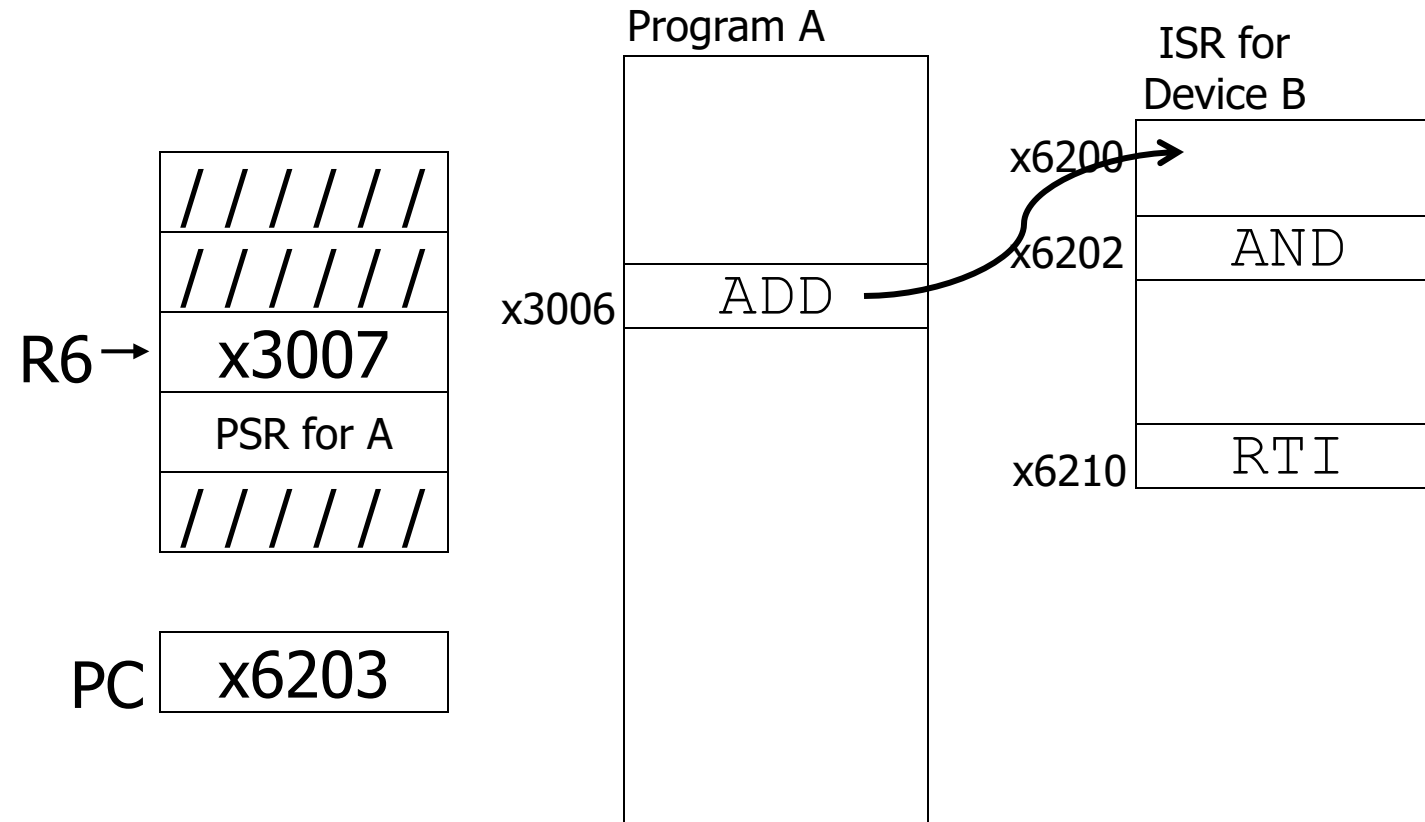 Program A
ISR for
Device B
/ / / / / /
x6200
/ / / / / /
x6202
AND
x3006
ADD
R6
x3007
PSR for A
x6210
RTI
/ / / / / /
PC
x6203